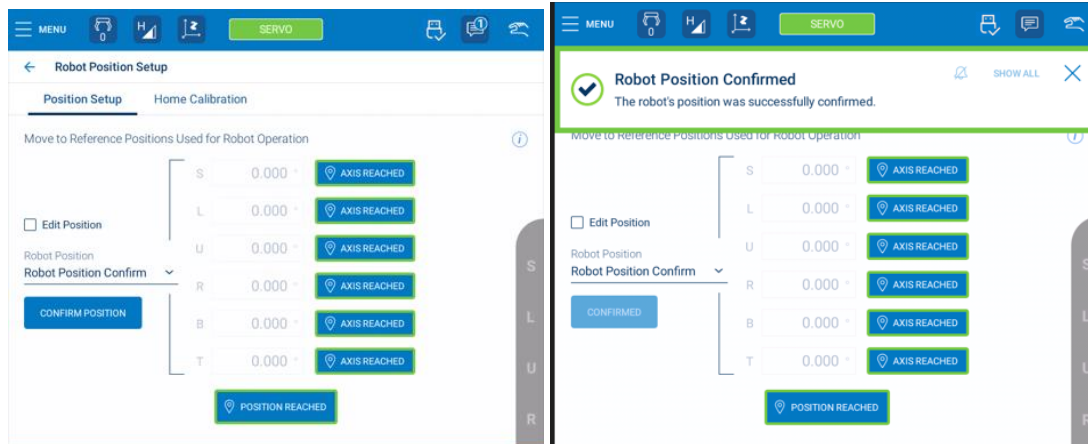 MENU
0
H
SERVO
1
Robot Position Setup
Position Setup Home Calibration
Move to Reference Positions Used for Robot Operation
i
S 0.000 ° AXIS REACHED
L 0.000 ° AXIS REACHED
Edit Position
U 0.000 ° AXIS REACHED
Robot Position
Robot Position Confirm
R 0.000 ° AXIS REACHED
CONFIRM POSITION
B 0.000 ° AXIS REACHED
T 0.000 ° AXIS REACHED
POSITION REACHED
S
L
U
R
MENU
0
H
SERVO
Robot Position Confirmed
SHOW ALL
The robot's position was successfully confirmed.
Move to Reference Positions Used for Robot Operation
i
S 0.000 ° AXIS REACHED
L 0.000 ° AXIS REACHED
Edit Position
U 0.000 ° AXIS REACHED
Robot Position
Robot Position Confirm
R 0.000 ° AXIS REACHED
CONFIRMED
B 0.000 ° AXIS REACHED
T 0.000 ° AXIS REACHED
POSITION REACHED
S
L
U
R